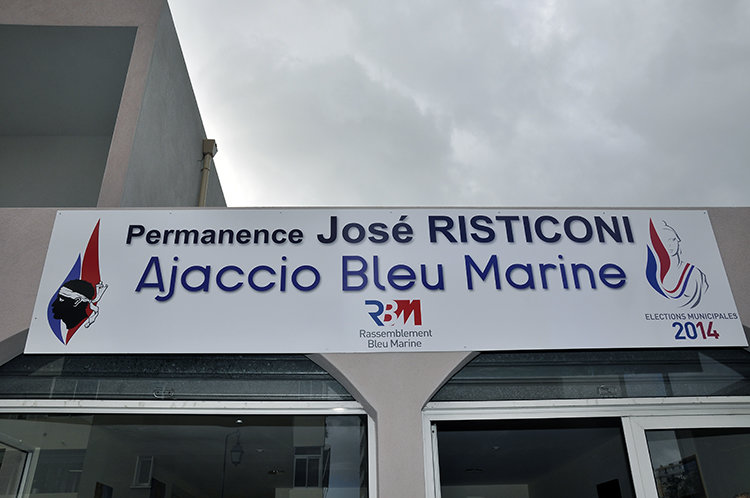 Permanence José RISTICONI
Ajaccio Bleu Marine
RBM
Rassemblement
Bleu Marine
ELECTIONS MUNICIPALES
2014